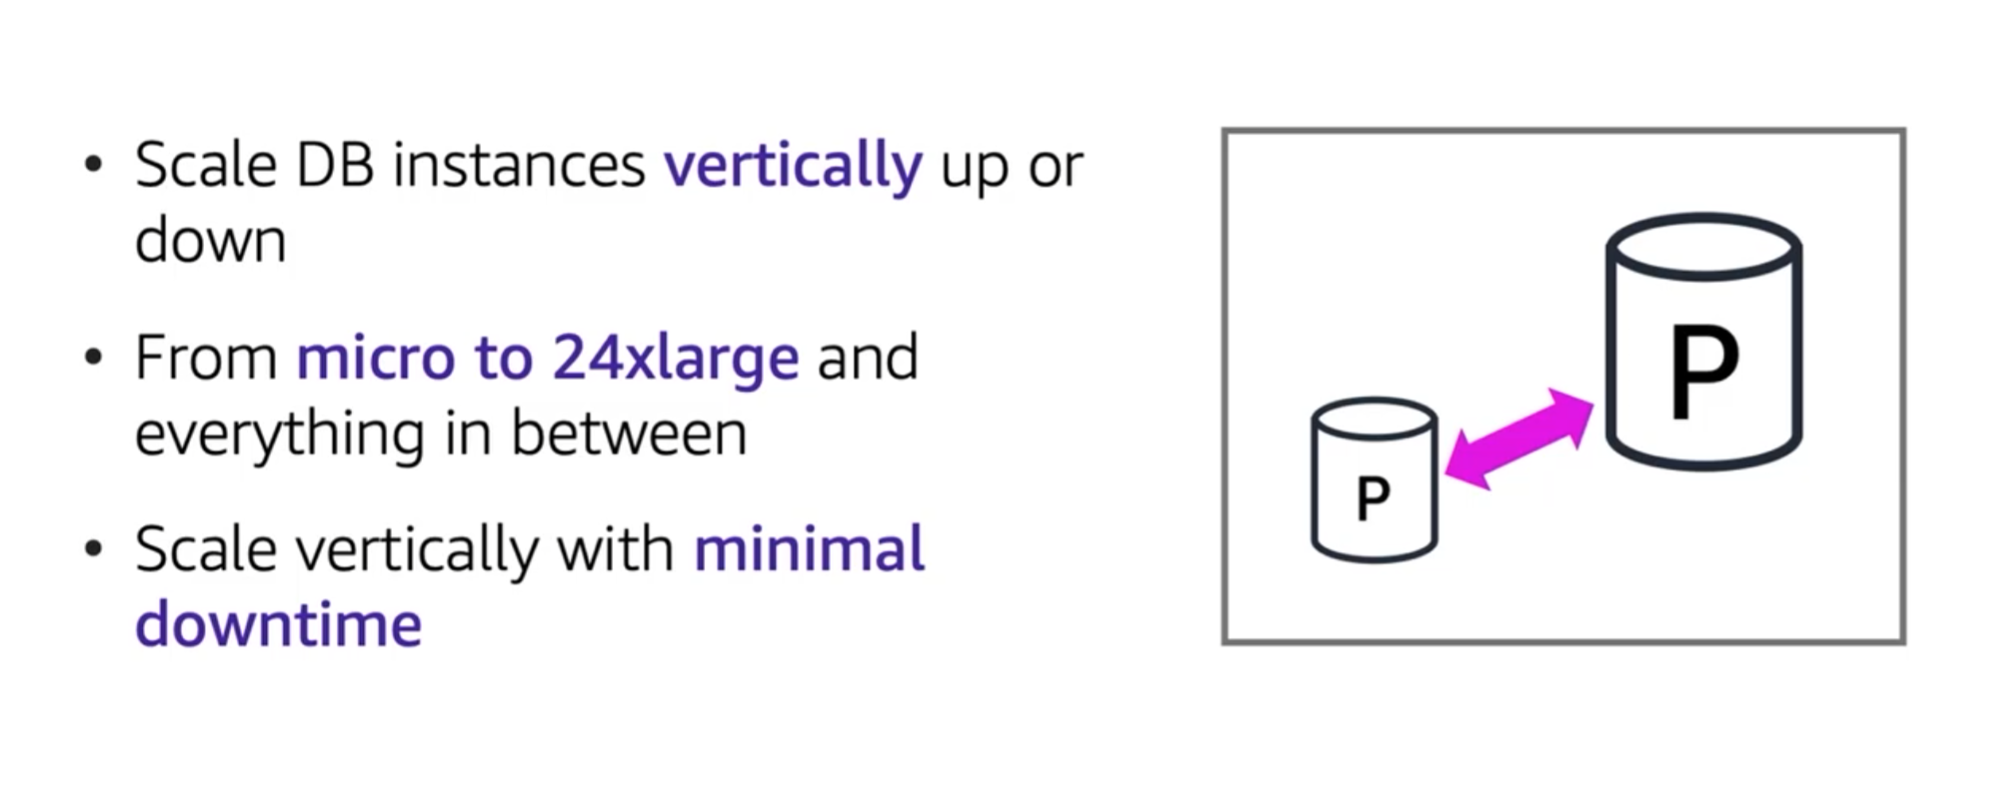 • Scale DB instances vertically up or
down
• From micro to 24xlarge and
everything in between
• Scale vertically with minimal
downtime
P
P